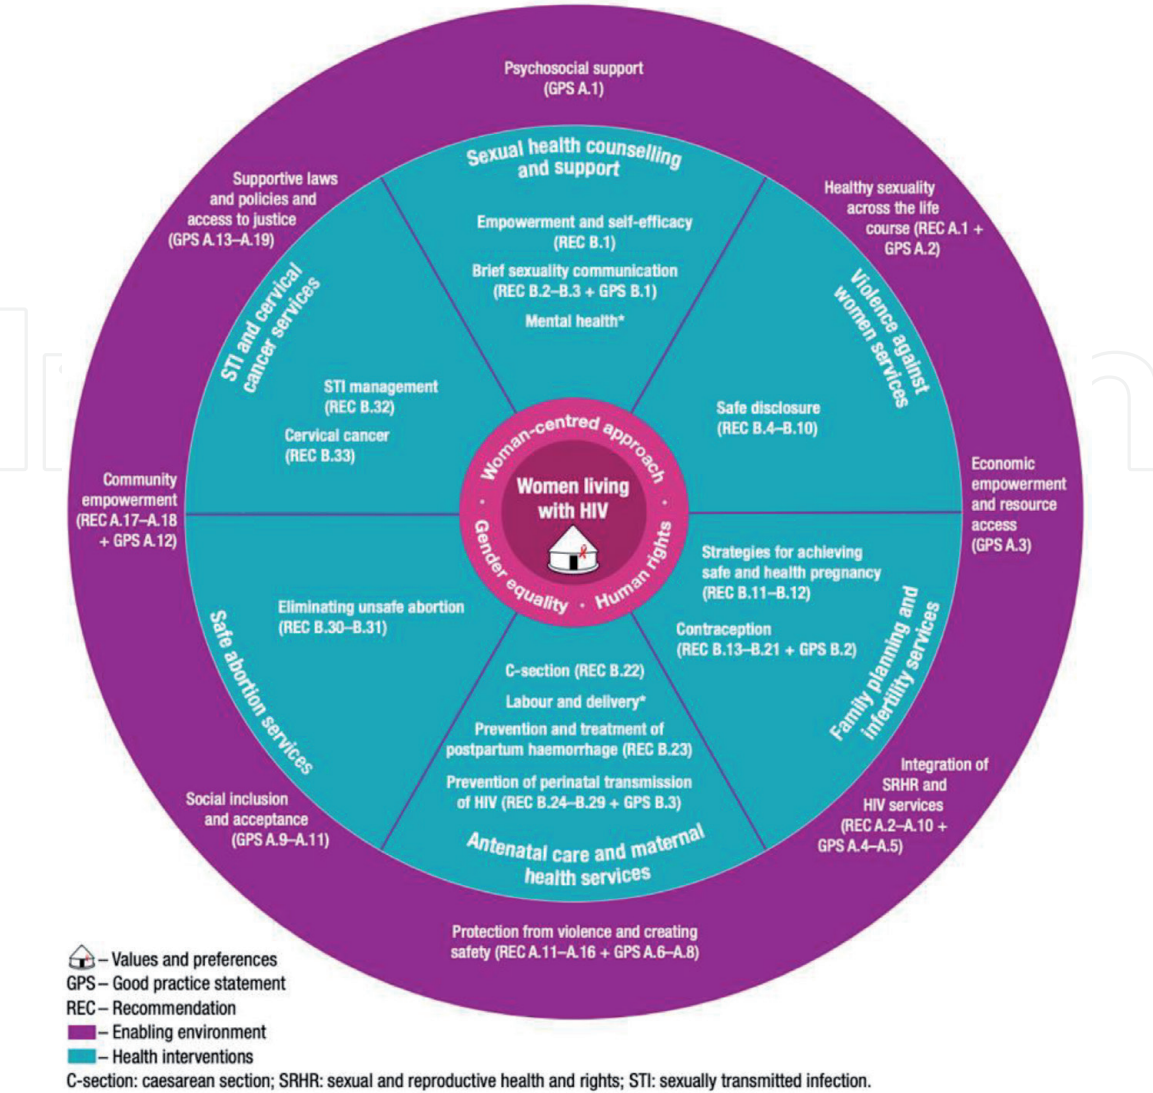 Psychosocial support
(GPS A.1)
Healthy sexuality
across the life
course (REC A.1 +
GPS A.2)
Economic
empowerment
and resource
access
(GPS A.3)
Integration of
SRHR and
HIV services
(REC A.2–A.10 +
GPS A.4–A.5)
Protection from violence and creating
safety (REC A.11–A.16 + GPS A.6–A.8)
Social inclusion
and acceptance
(GPS A.9–A.11)
Community
empowerment
(REC A.17–A.18
+ GPS A.12)
Supportive laws
and policies and
access to justice
(GPS A.13–A.19)
Sexual health counselling
and support
Empowerment and self-efficacy
(REC B.1)
Brief sexuality communication
(REC B.2–B.3 + GPS B.1)
Mental health*
Violence against
women services
Safe disclosure
(REC B.4–B.10)
Strategies for achieving
safe and health pregnancy
(REC B.11–B.12)
Contraception
(REC B.13–B.21 + GPS B.2)
Family planning and
infertility services
C-section (REC B.22)
Labour and delivery*
Prevention and treatment of
postpartum haemorrhage (REC B.23)
Prevention of perinatal transmission
of HIV (REC B.24–B.29 + GPS B.3)
Antenatal care and maternal
health services
Eliminating unsafe abortion
(REC B.30–B.31)
Safe abortion services
STI and cervical
cancer services
STI management
(REC B.32)
Cervical cancer
(REC B.33)
Woman-centred approach
· Human rights
· Gender equality ·
Women living
with HIV
– Values and preferences
GPS – Good practice statement
REC – Recommendation
– Enabling environment
– Health interventions
C-section: caesarean section; SRHR: sexual and reproductive health and rights; STI: sexually transmitted infection.